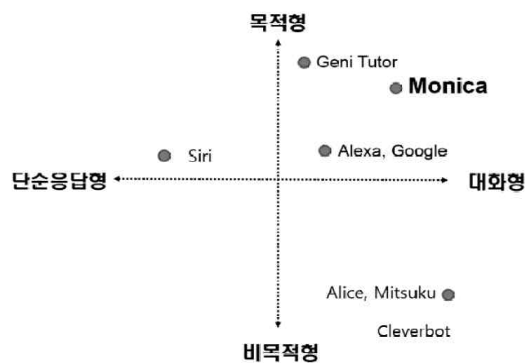 목적형
Geni Tutor
Monica
Siri
Alexa, Google
단순응답형
대화형
Alice, Mitsuku
Cleverbot
비목적형